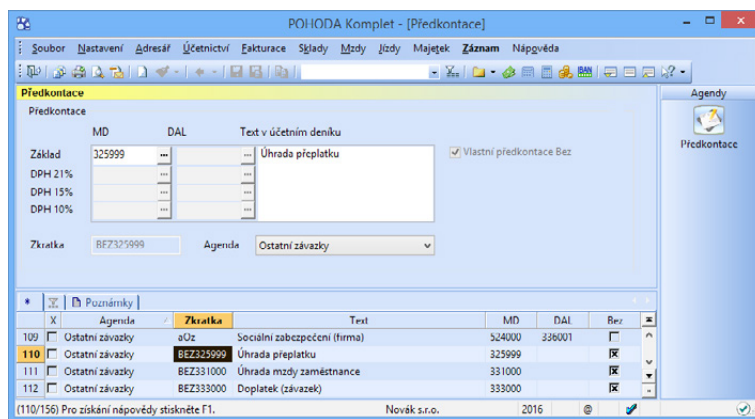 POHODA Komplet - [Předkontace]
Soubor Nastavení Adresář Účetnictví Fakturace Sklady Mzdy Jízdy Majetek Záznam Nápověda
Předkontace
Agendy
Předkontace
Předkontace
MD DAL Text v účetním deníku
Základ 325999 ... ... Úhrada přeplatku Vlastní předkontace Bez
DPH 21% ... ...
DPH 15% ... ...
DPH 10% ... ...
Zkratka BEZ325999 Agenda Ostatní závazky
* Poznámky
X Agenda Zkratka Text MD DAL Bez
109 Ostatní závazky aOz Sociální zabezpečení (firma) 524000 336001
110 Ostatní závazky BEZ325999 Úhrada přeplatku 325999
111 Ostatní závazky BEZ331000 Úhrada mzdy zaměstnance 331000
112 Ostatní závazky BEZ333000 Doplatek (závazek) 333000
(110/156) Pro získání nápovědy stiskněte F1. Novák s.r.o. 2016 @